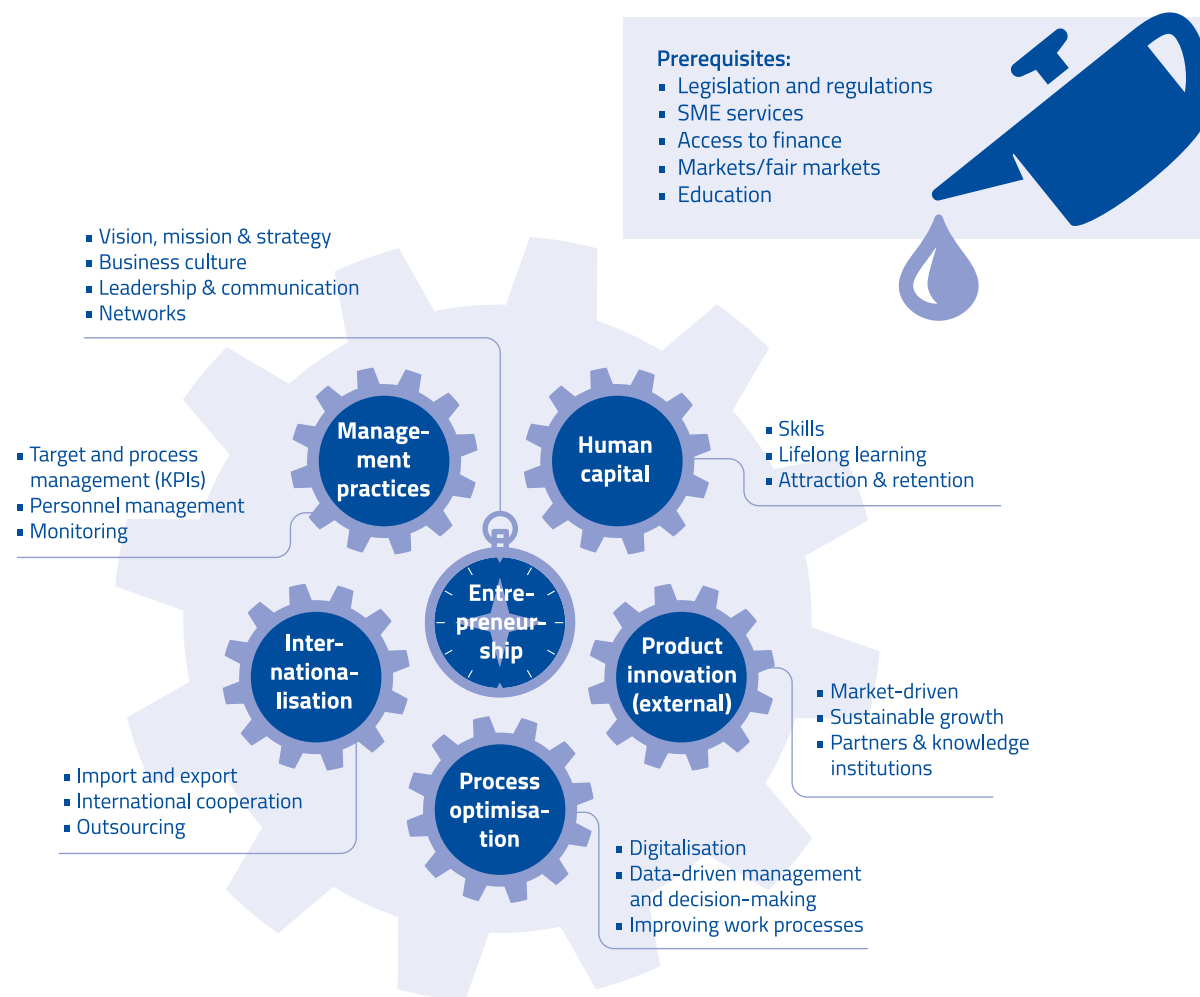 Prerequisites:
▪ Legislation and regulations
▪ SME services
▪ Access to finance
▪ Markets/fair markets
▪ Education
▪ Vision, mission & strategy
▪ Business culture
▪ Leadership & communication
▪ Networks
Manage-
ment
practices
Human
capital
▪ Skills
▪ Lifelong learning
▪ Attraction & retention
▪ Target and process
management (KPIs)
▪ Personnel management
▪ Monitoring
Entre-
preneur-
ship
Inter-
nationa-
lisation
Product
innovation
(external)
▪ Market-driven
▪ Sustainable growth
▪ Partners & knowledge
institutions
▪ Import and export
▪ International cooperation
▪ Outsourcing
Process
optimisa-
tion
▪ Digitalisation
▪ Data-driven management
and decision-making
▪ Improving work processes